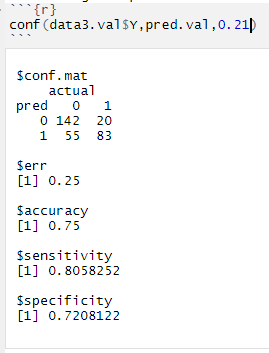 ```{r}
conf(data3.val$Y,pred.val,0.21)
```
$conf.mat
    actual
pred   0   1
   0 142  20
   1  55  83
$err
[1] 0.25
$accuracy
[1] 0.75
$sensitivity
[1] 0.8058252
$specificity
[1] 0.7208122